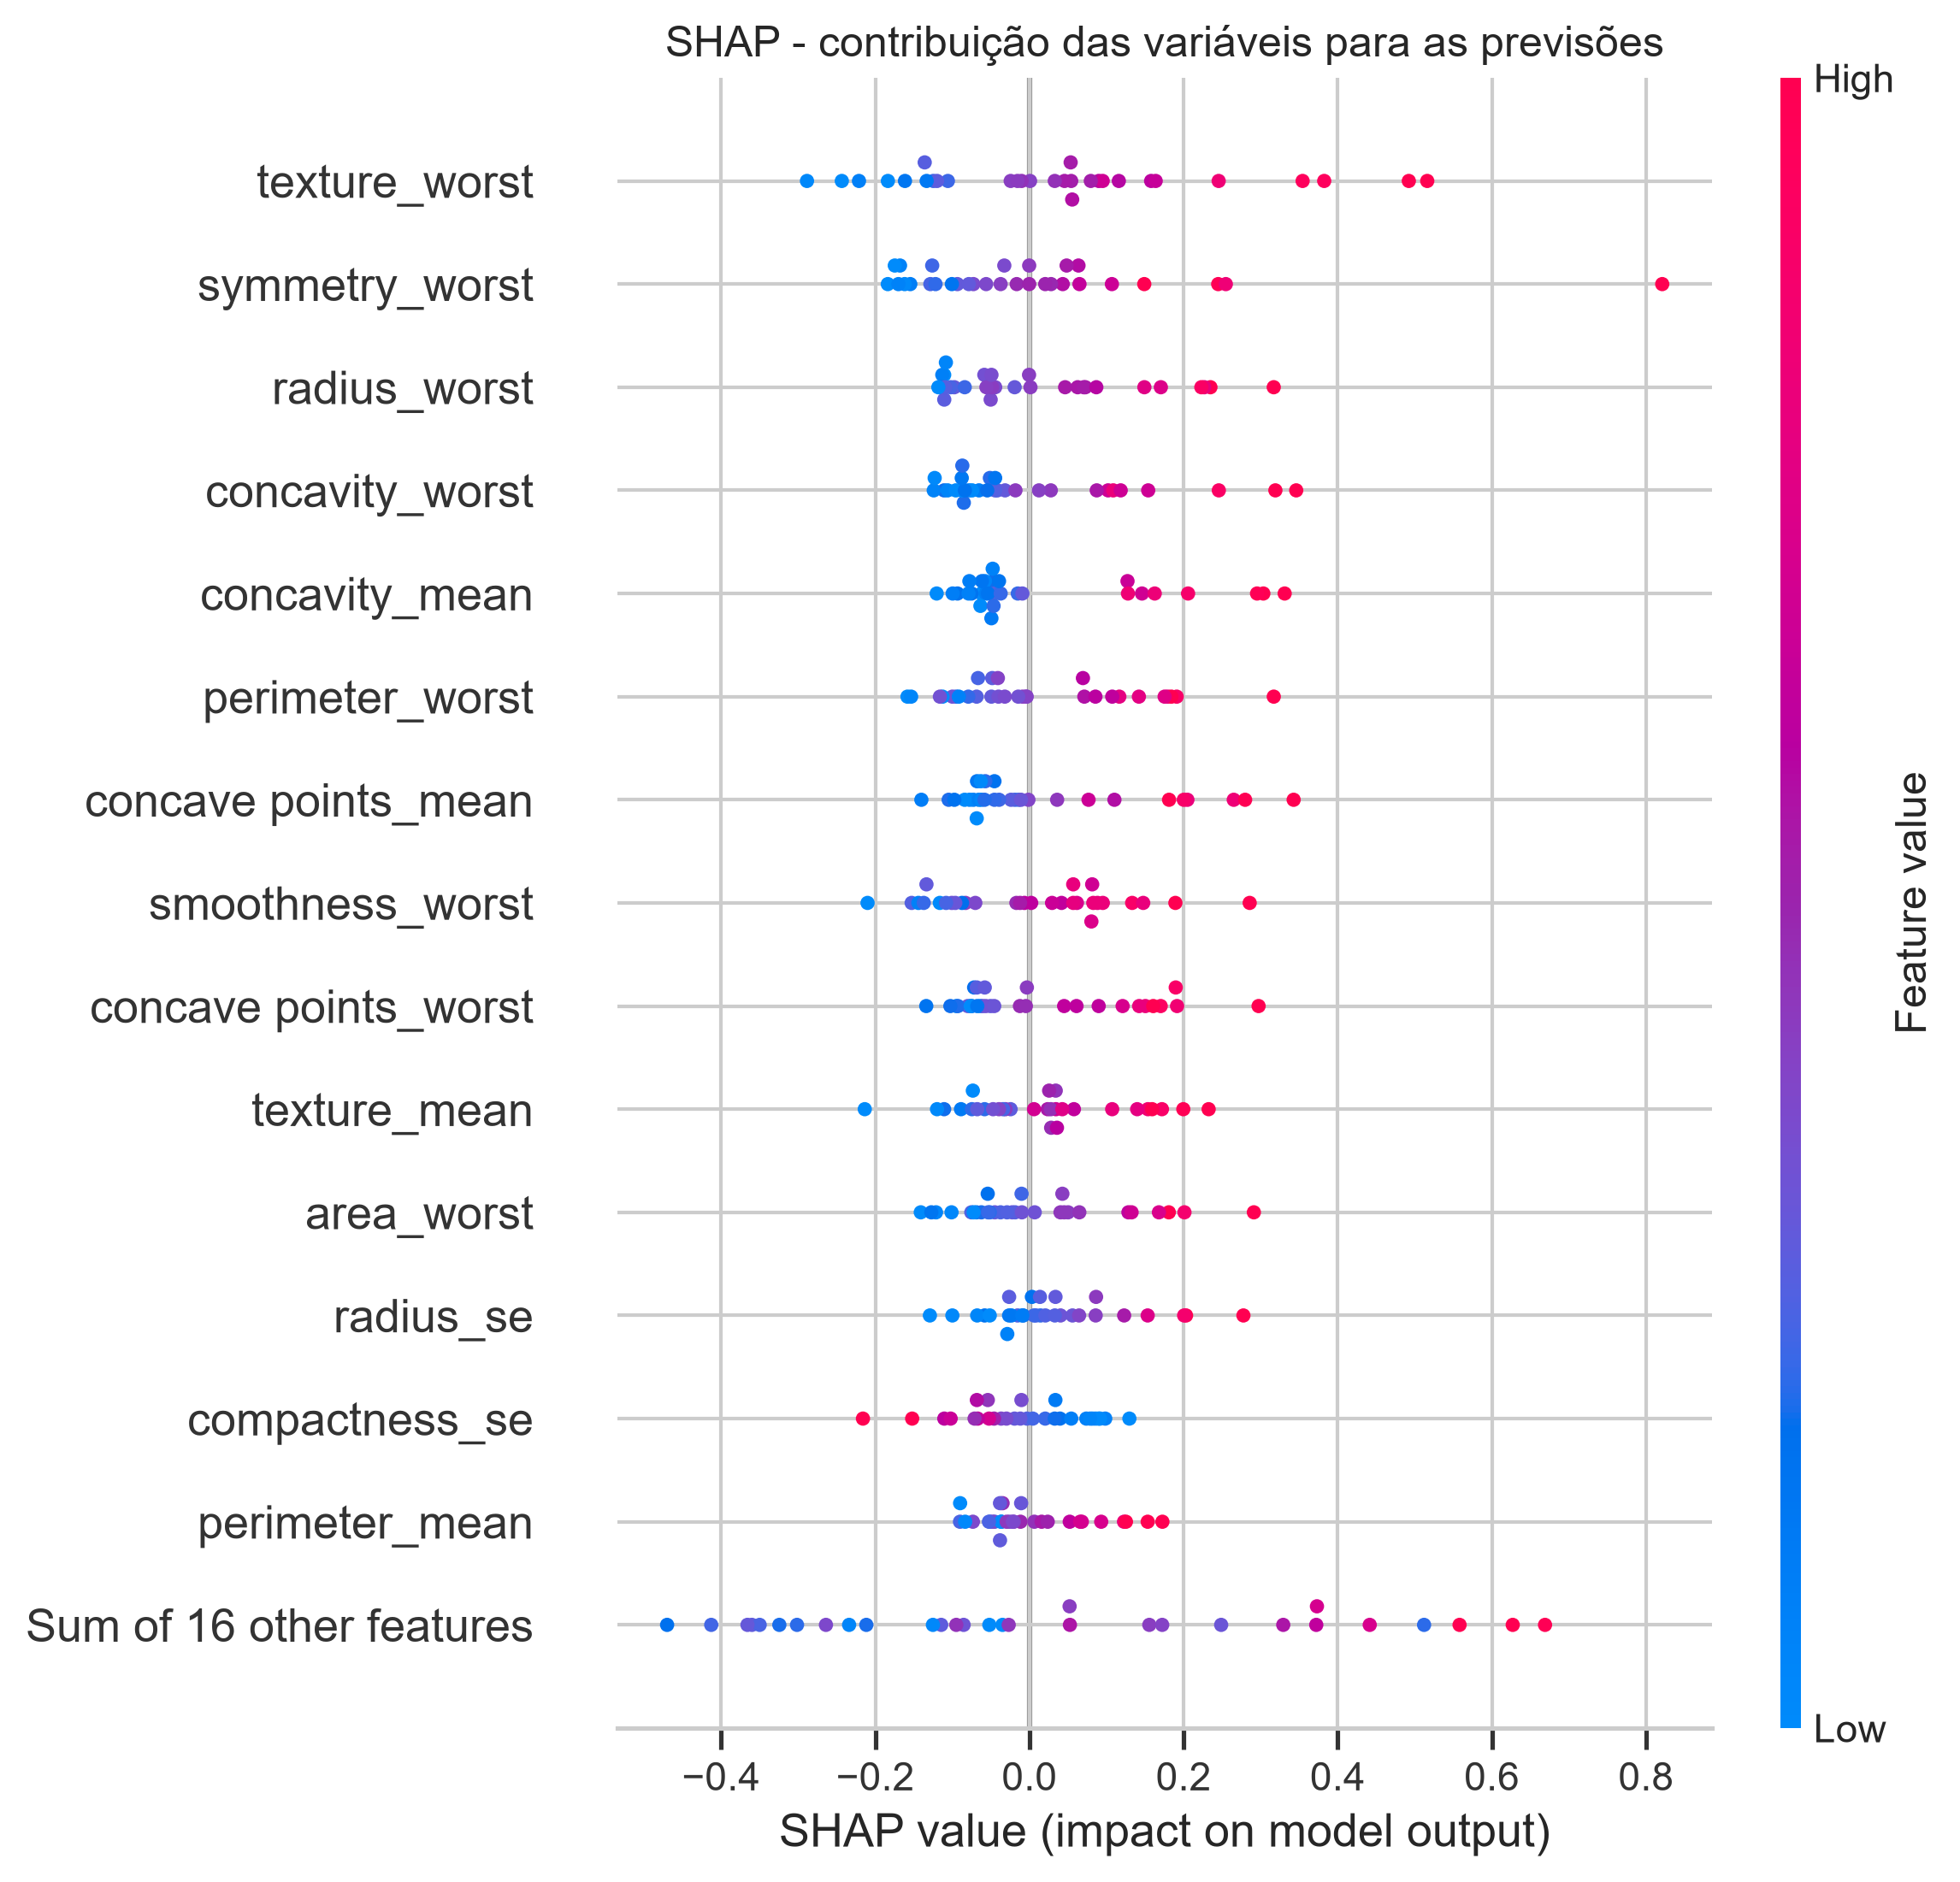 SHAP - contribuição das variáveis para as previsões
High
texture_worst
symmetry_worst
radius_worst
concavity_worst
concavity_mean
perimeter_worst
concave points_mean
smoothness_worst
concave points_worst
texture_mean
area_worst
radius_se
compactness_se
perimeter_mean
Sum of 16 other features
Feature value
Low
−0.4 −0.2 0.0 0.2 0.4 0.6 0.8
SHAP value (impact on model output)